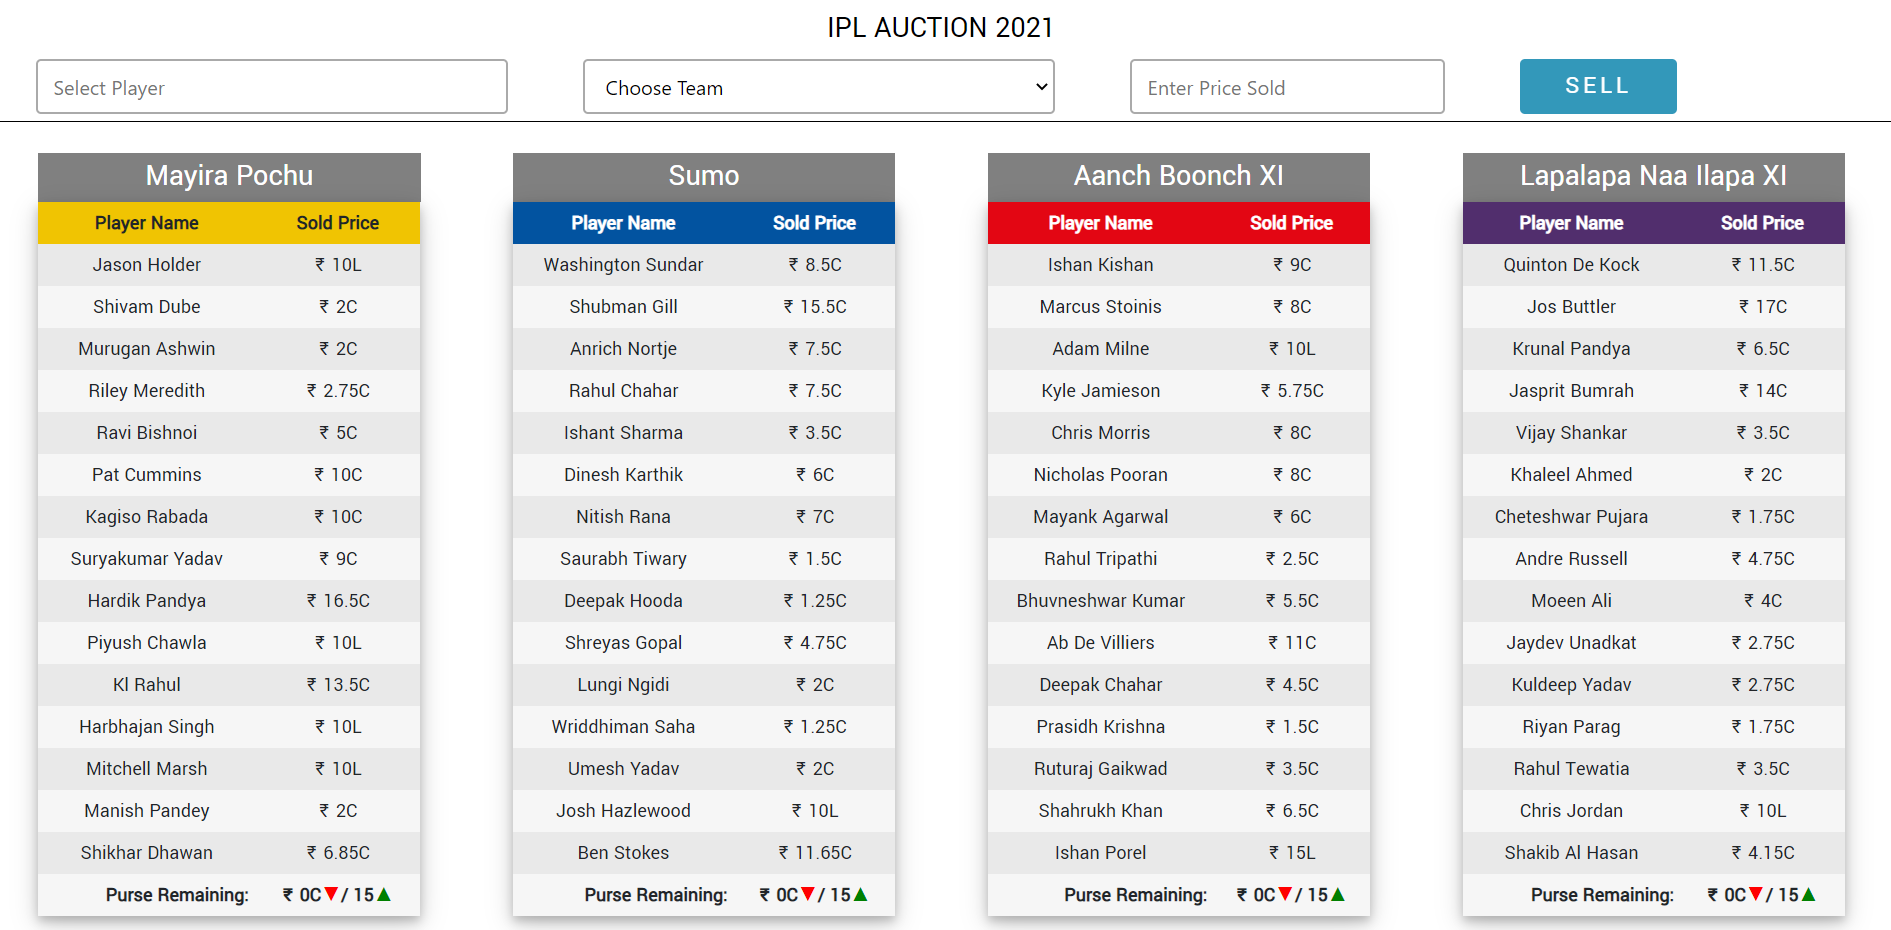 IPL AUCTION 2021
Select Player Choose Team Enter Price Sold SELL
Mayira Pochu
Player Name Sold Price
Jason Holder ₹ 10L
Shivam Dube ₹ 2C
Murugan Ashwin ₹ 2C
Riley Meredith ₹ 2.75C
Ravi Bishnoi ₹ 5C
Pat Cummins ₹ 10C
Kagiso Rabada ₹ 10C
Suryakumar Yadav ₹ 9C
Hardik Pandya ₹ 16.5C
Piyush Chawla ₹ 10L
Kl Rahul ₹ 13.5C
Harbhajan Singh ₹ 10L
Mitchell Marsh ₹ 10L
Manish Pandey ₹ 2C
Shikhar Dhawan ₹ 6.85C
Purse Remaining: ₹ 0C▼/ 15▲
Sumo
Player Name Sold Price
Washington Sundar ₹ 8.5C
Shubman Gill ₹ 15.5C
Anrich Nortje ₹ 7.5C
Rahul Chahar ₹ 7.5C
Ishant Sharma ₹ 3.5C
Dinesh Karthik ₹ 6C
Nitish Rana ₹ 7C
Saurabh Tiwary ₹ 1.5C
Deepak Hooda ₹ 1.25C
Shreyas Gopal ₹ 4.75C
Lungi Ngidi ₹ 2C
Wriddhiman Saha ₹ 1.25C
Umesh Yadav ₹ 2C
Josh Hazlewood ₹ 10L
Ben Stokes ₹ 11.65C
Purse Remaining: ₹ 0C▼/ 15▲
Aanch Boonch XI
Player Name Sold Price
Ishan Kishan ₹ 9C
Marcus Stoinis ₹ 8C
Adam Milne ₹ 10L
Kyle Jamieson ₹ 5.75C
Chris Morris ₹ 8C
Nicholas Pooran ₹ 8C
Mayank Agarwal ₹ 6C
Rahul Tripathi ₹ 2.5C
Bhuvneshwar Kumar ₹ 5.5C
Ab De Villiers ₹ 11C
Deepak Chahar ₹ 4.5C
Prasidh Krishna ₹ 1.5C
Ruturaj Gaikwad ₹ 3.5C
Shahrukh Khan ₹ 6.5C
Ishan Porel ₹ 15L
Purse Remaining: ₹ 0C▼/ 15▲
Lapalapa Naa Ilapa XI
Player Name Sold Price
Quinton De Kock ₹ 11.5C
Jos Buttler ₹ 17C
Krunal Pandya ₹ 6.5C
Jasprit Bumrah ₹ 14C
Vijay Shankar ₹ 3.5C
Khaleel Ahmed ₹ 2C
Cheteshwar Pujara ₹ 1.75C
Andre Russell ₹ 4.75C
Moeen Ali ₹ 4C
Jaydev Unadkat ₹ 2.75C
Kuldeep Yadav ₹ 2.75C
Riyan Parag ₹ 1.75C
Rahul Tewatia ₹ 3.5C
Chris Jordan ₹ 10L
Shakib Al Hasan ₹ 4.15C
Purse Remaining: ₹ 0C▼/ 15▲